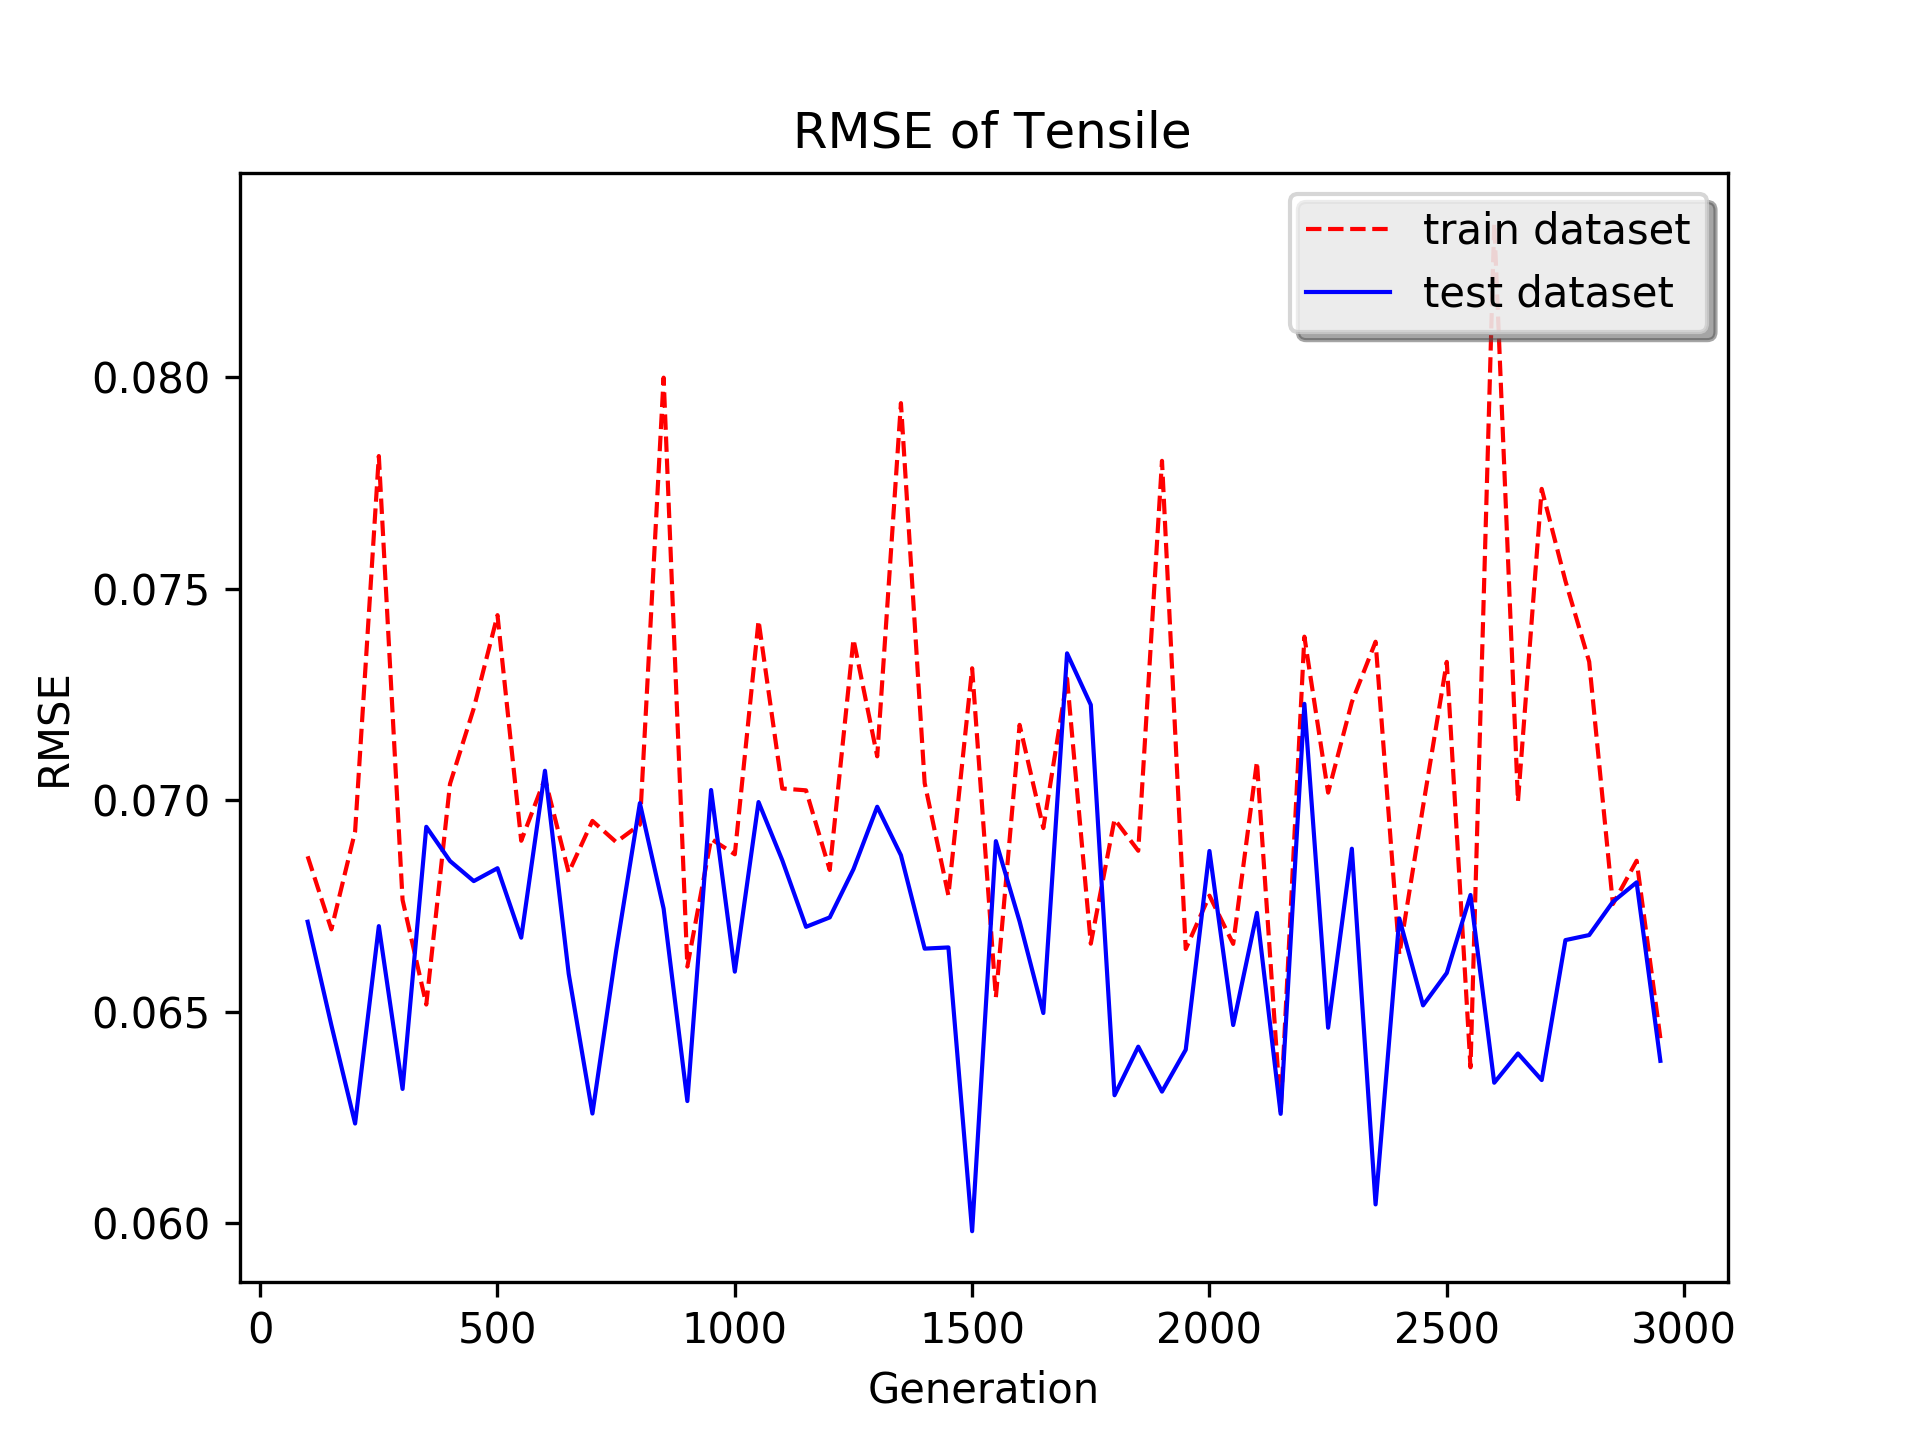 RMSE of Tensile
train dataset
test dataset
0.080
0.075
0.070
0.065
0.060
RMSE
0 500 1000 1500 2000 2500 3000
Generation